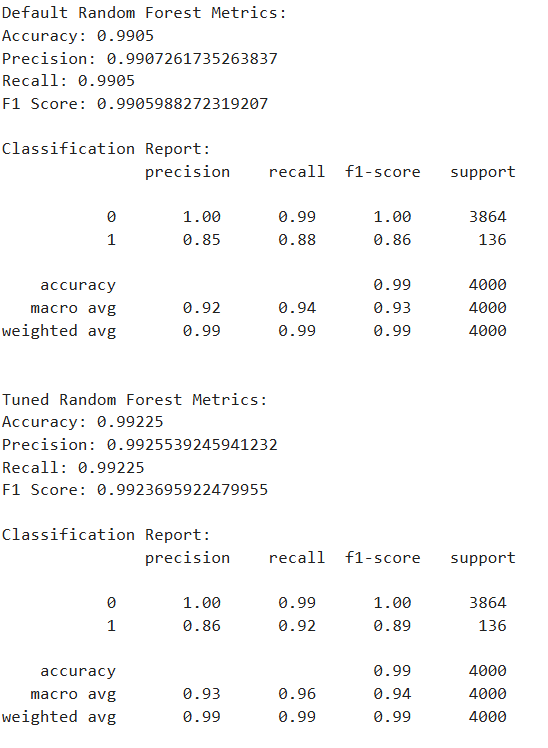 Default Random Forest Metrics:
Accuracy: 0.9905
Precision: 0.9907261735263837
Recall: 0.9905
F1 Score: 0.9905988272319207
Classification Report:
precision recall f1-score support
0 1.00 0.99 1.00 3864
1 0.85 0.88 0.86 136
accuracy 0.99 4000
macro avg 0.92 0.94 0.93 4000
weighted avg 0.99 0.99 0.99 4000
Tuned Random Forest Metrics:
Accuracy: 0.99225
Precision: 0.9925539245941232
Recall: 0.99225
F1 Score: 0.9923695922479955
Classification Report:
precision recall f1-score support
0 1.00 0.99 1.00 3864
1 0.86 0.92 0.89 136
accuracy 0.99 4000
macro avg 0.93 0.96 0.94 4000
weighted avg 0.99 0.99 0.99 4000